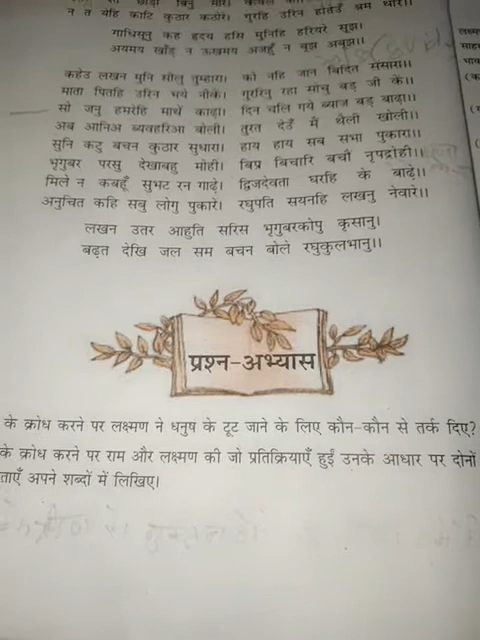 न त येहि काटि कुठार कठोरे। गुरहि उरिन होतेउँ श्रम थोरे॥
गाधिसूनु कह हृदय हसि मुनिहि हरियरे सूझ।
अयमय खाँड़ न ऊखमय अजहुँ न बूझ अबूझ॥
कहेउ लखन मुनि सीलु तुम्हारा। को नहि जान बिदित संसारा॥
माता पितहि उरिन भये नीकें। गुररिनु रहा सोचु बड़ जी कें॥
सो जनु हमरेहि माथें काढ़ा। दिन चलि गये ब्याज बड़ बाढ़ा॥
अब आनिअ ब्यवहरिआ बोली। तुरत देउँ मैं थैली खोली॥
सुनि कटु बचन कुठार सुधारा। हाय हाय सब सभा पुकारा॥
भृगुबर परसु देखाबहु मोही। बिप्र बिचारि बचौं नृपद्रोही॥
मिले न कबहूँ सुभट रन गाढ़े। द्विजदेवता घरहि के बाढ़े॥
अनुचित कहि सबु लोगु पुकारे। रघुपति सयनहि लखनु नेवारे॥
लखन उतर आहुति सरिस भृगुबरकोपु कृसानु।
बढ़त देखि जल सम बचन बोले रघुकुलभानु॥
प्रश्न-अभ्यास
के क्रोध करने पर लक्ष्मण ने धनुष के टूट जाने के लिए कौन-कौन से तर्क दिए?
के क्रोध करने पर राम और लक्ष्मण की जो प्रतिक्रियाएँ हुईं उनके आधार पर दोनों
ताएँ अपने शब्दों में लिखिए।